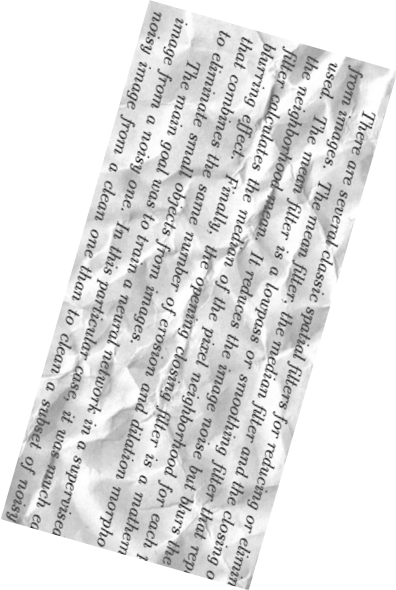 There are several classic spatial filters for reducing or elimin
from images. The mean filter, the median filter and the closing o
used. The mean filter is a lowpass or smoothing filter that rep
the neighborhood mean. It reduces the image noise but blurs the
filter calculates the median of the pixel neighborhood for each
blurring effect. Finally, the opening closing filter is a mathem
that combines the same number of erosion and dilation morpho
to eliminate small objects from images.
The main goal was to train a neural network in a supervised
image from a noisy one. In this particular case, it was much ea
noisy image from clean one than to clean a subset of noisy